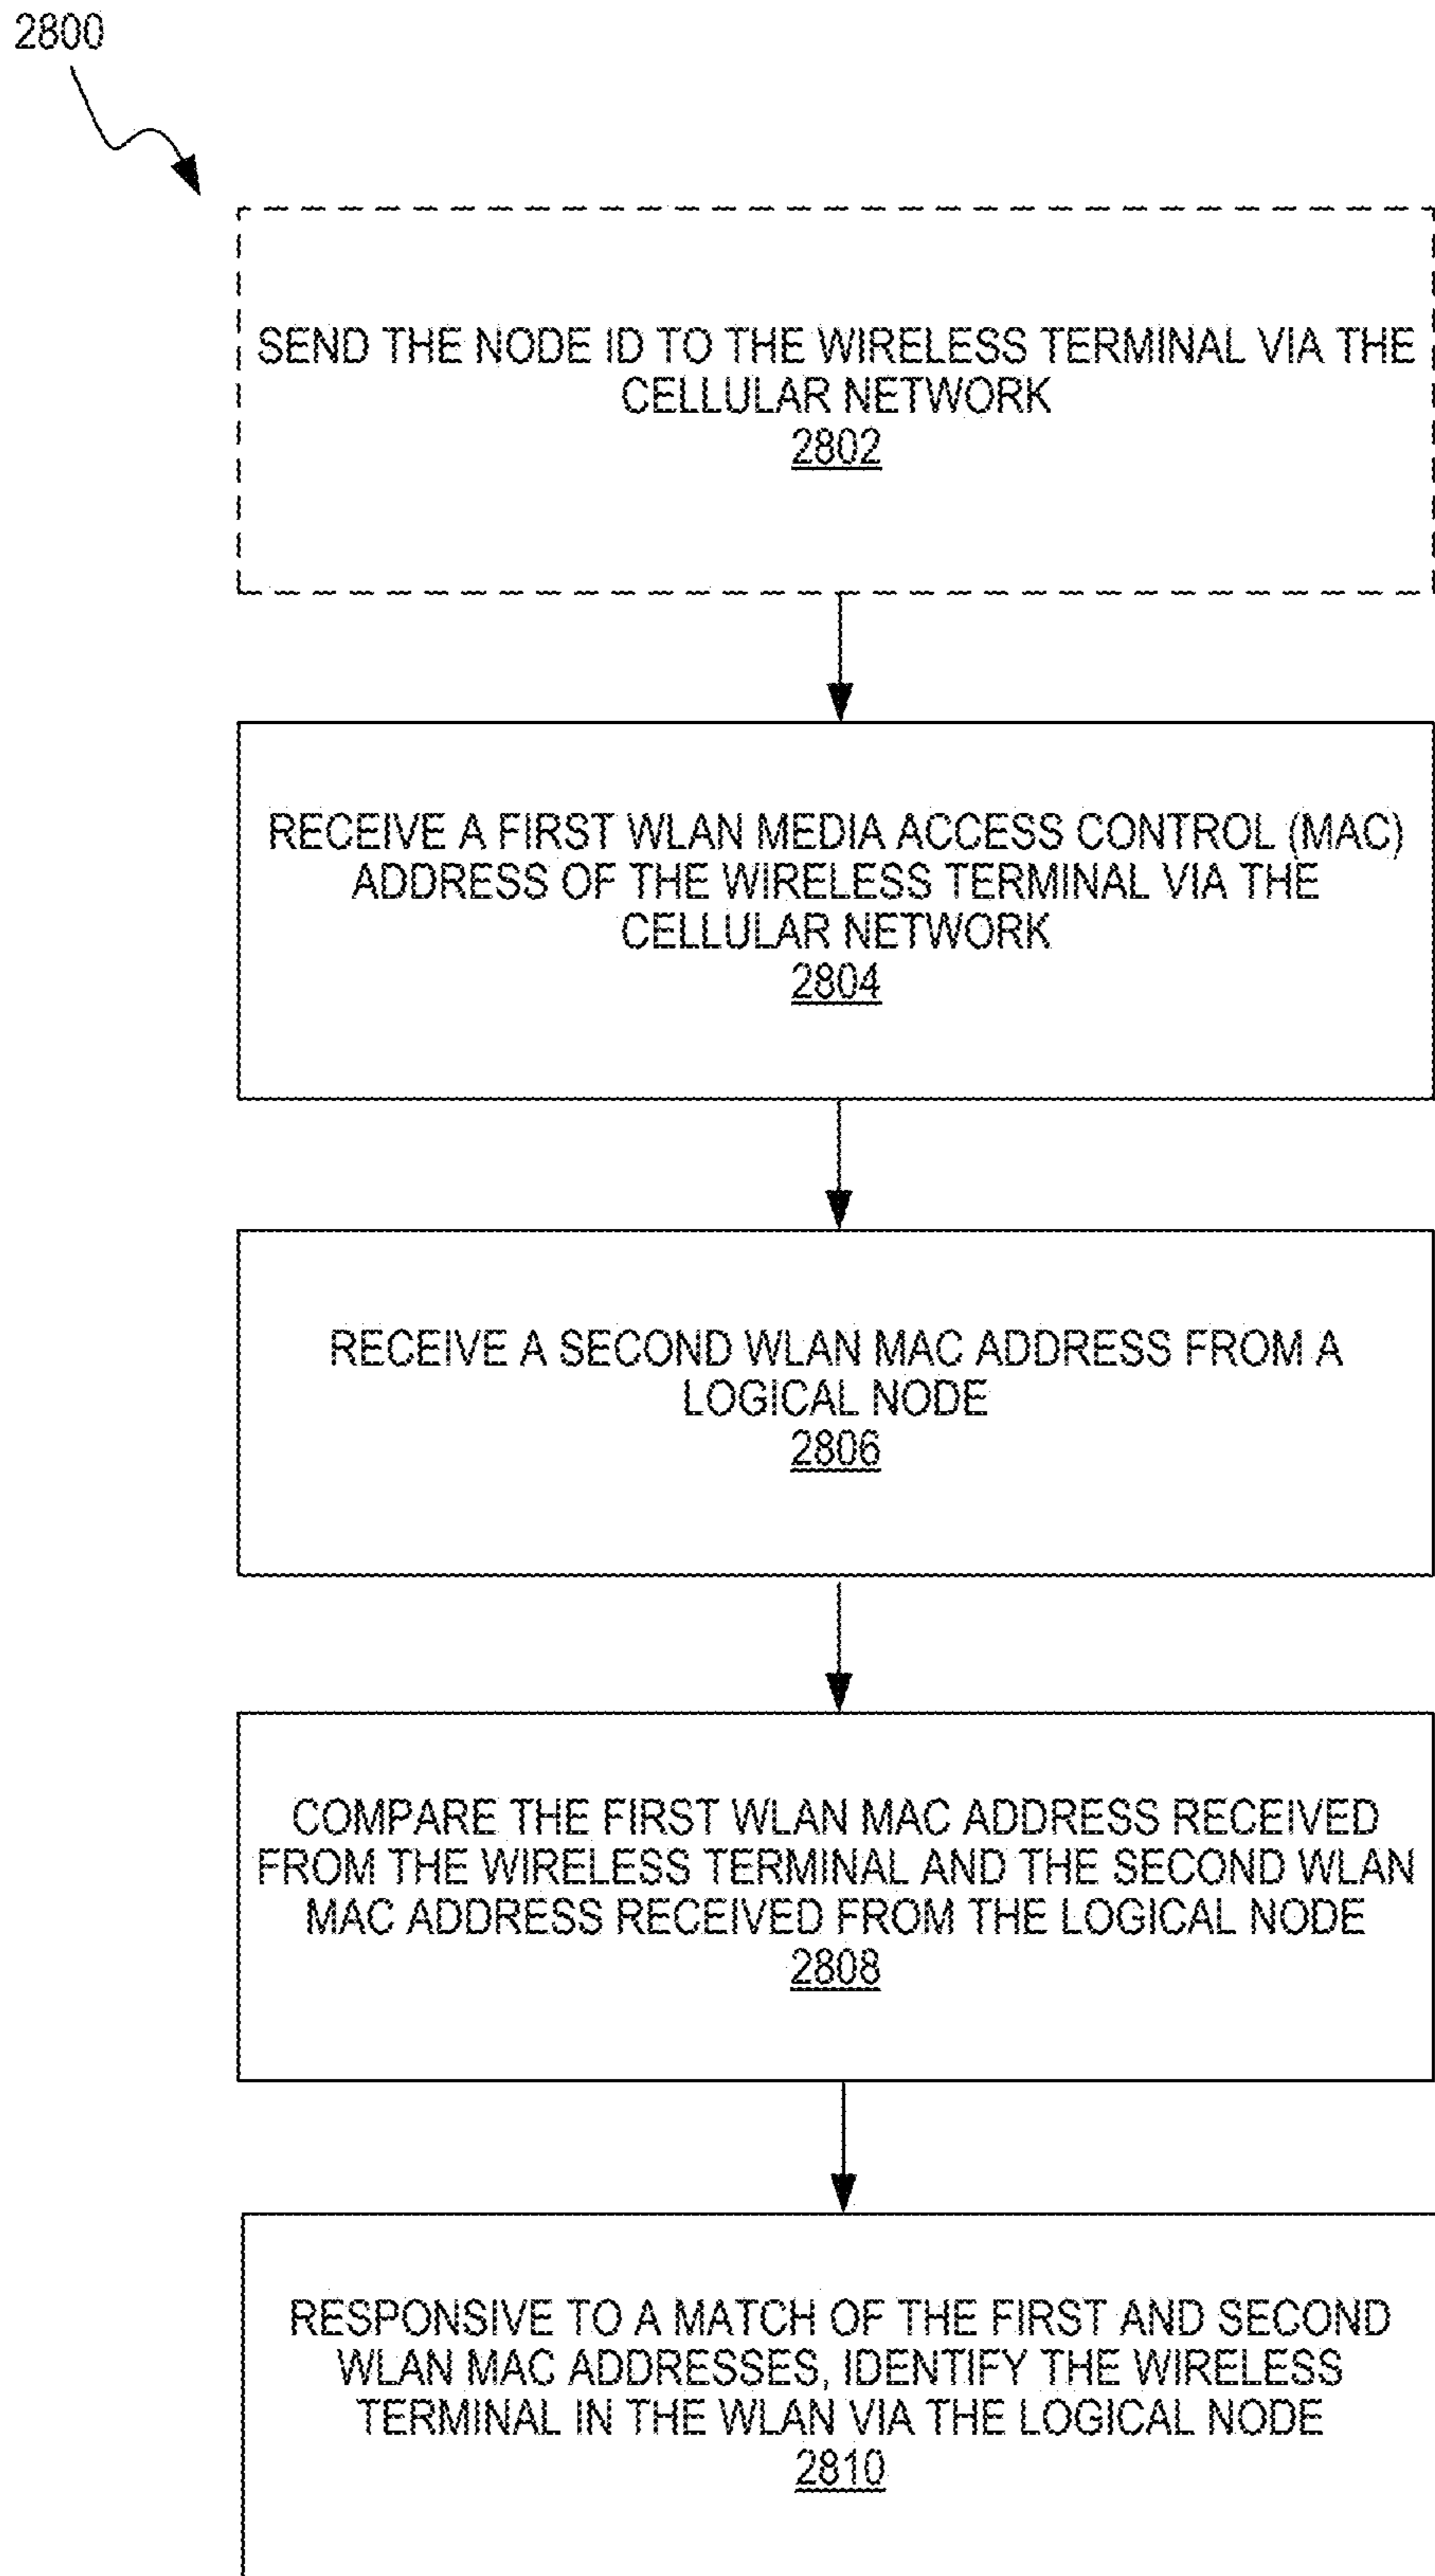 2800
SEND THE NODE ID TO THE WIRELESS TERMINAL VIA THE
CELLULAR NETWORK
2802
RECEIVE A FIRST WLAN MEDIA ACCESS CONTROL (MAC)
ADDRESS OF THE WIRELESS TERMINAL VIA THE
CELLULAR NETWORK
2804
RECEIVE A SECOND WLAN MAC ADDRESS FROM A
LOGICAL NODE
2806
COMPARE THE FIRST WLAN MAC ADDRESS RECEIVED
FROM THE WIRELESS TERMINAL AND THE SECOND WLAN
MAC ADDRESS RECEIVED FROM THE LOGICAL NODE
2808
RESPONSIVE TO A MATCH OF THE FIRST AND SECOND
WLAN MAC ADDRESSES, IDENTIFY THE WIRELESS
TERMINAL IN THE WLAN VIA THE LOGICAL NODE
2810